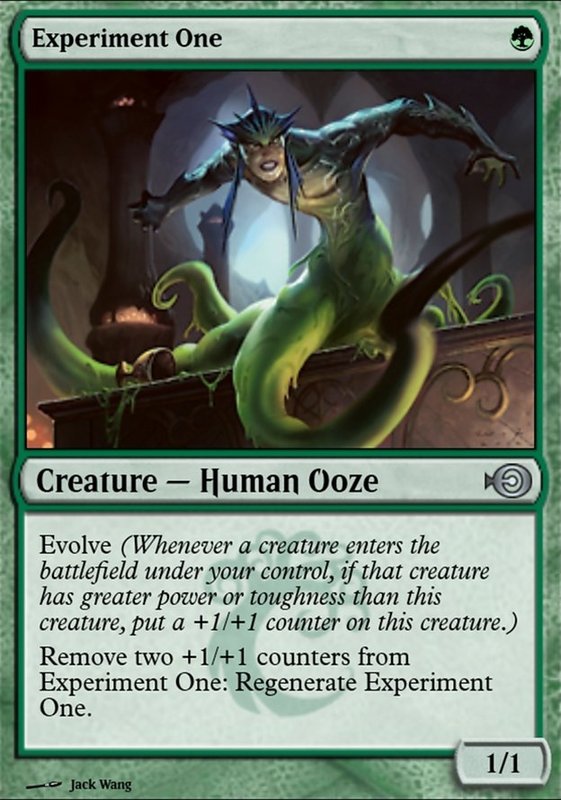 Experiment One
Creature — Human Ooze
Evolve (Whenever a creature enters the
battlefield under your control, if that creature
has greater power or toughness than this
creature, put a +1/+1 counter on this creature.)
Remove two +1/+1 counters from
Experiment One: Regenerate Experiment
One.
1/1
Jack Wang